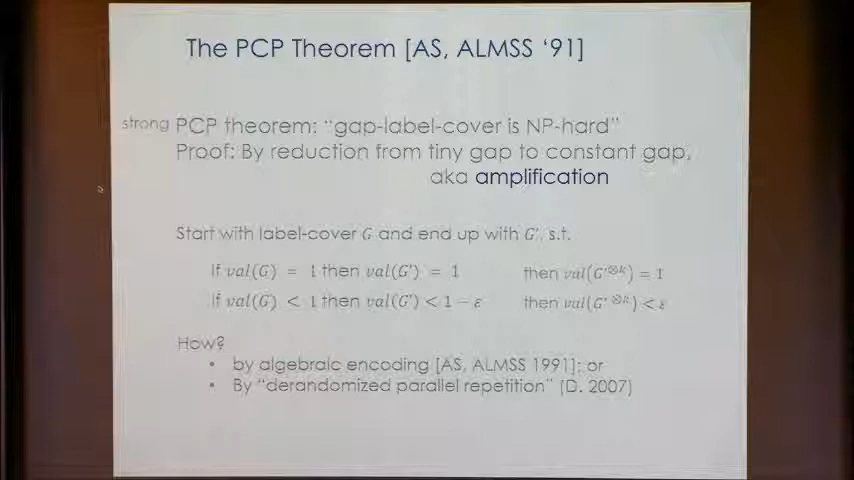 The PCP Theorem [AS, ALMSS '91]
strong PCP theorem: "gap-label-cover is NP-hard"
Proof: By reduction from tiny gap to constant gap,
aka amplification
Start with label-cover G and end up with G', s.t.
If val(G) = 1 then val(G') = 1 then val(G'^{⊗k}) = 1
If val(G) < 1 then val(G') < 1 − ε then val(G'^{⊗k}) < ε
How?
• by algebraic encoding [AS, ALMSS 1991]; or
• By "derandomized parallel repetition" (D. 2007)